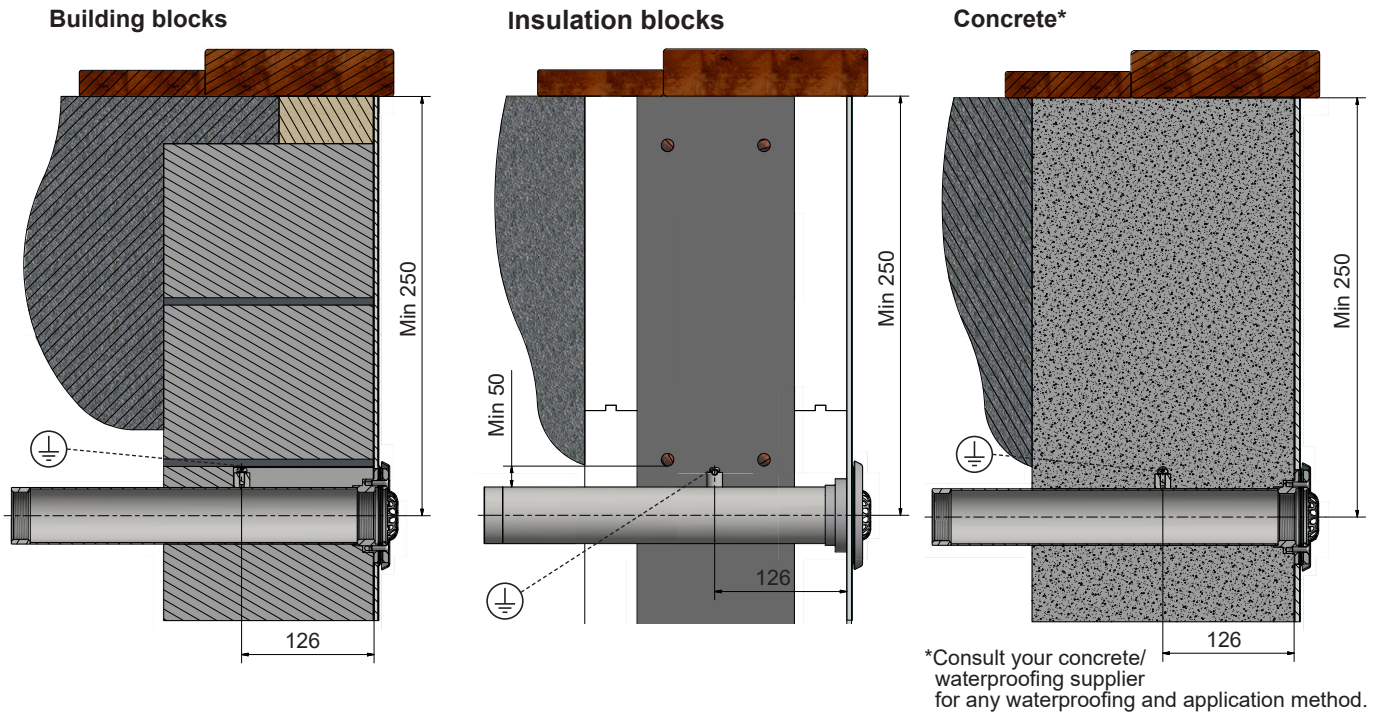 Building blocks
Insulation blocks
Concrete*
Min 250
126
Min 50
Min 250
126
Min 250
126
*Consult your concrete/
waterproofing supplier
for any waterproofing and application method.